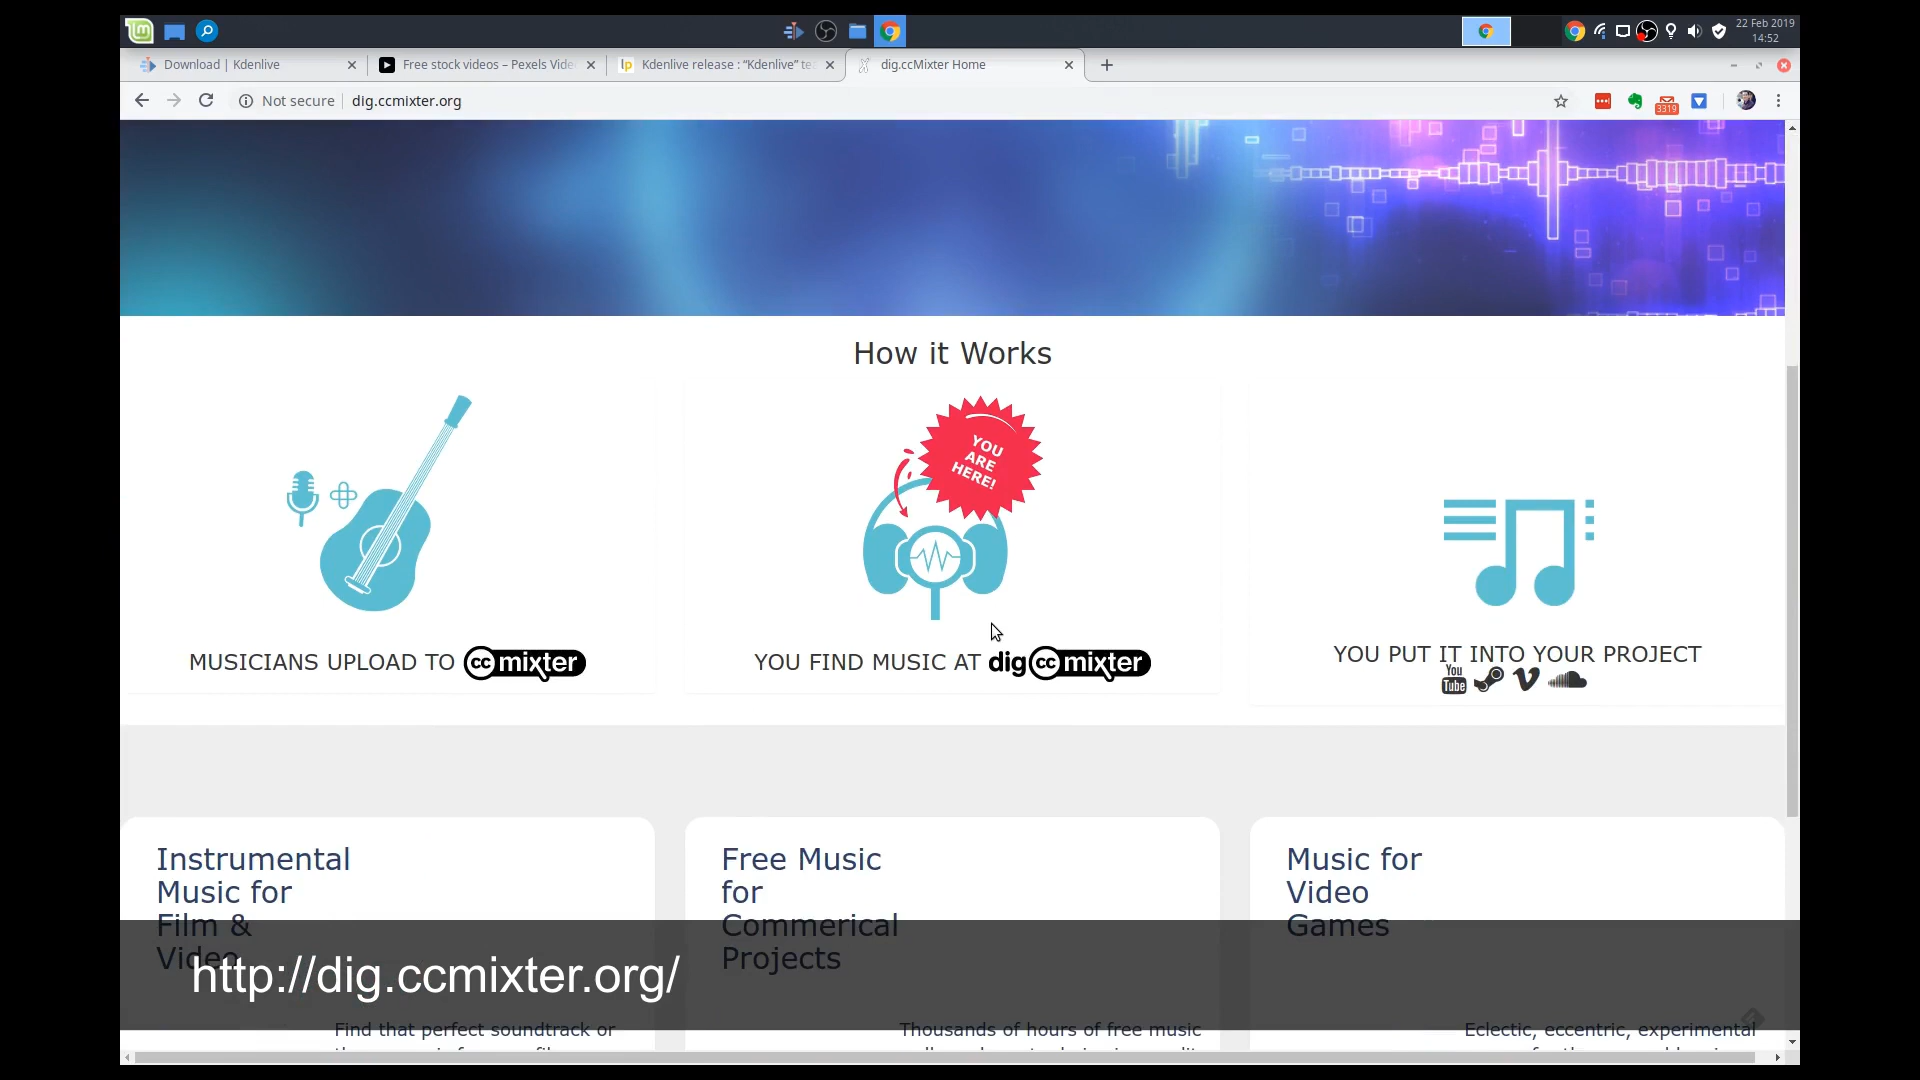 22 Feb 2019
14:52
Download | Kdenlive
Free stock videos – Pexels Vide
lp
Kdenlive release : “Kdenlive” te
dig.ccMixter Home
Not secure
dig.ccmixter.org
3319
How it Works
YOU
ARE
HERE!
MUSICIANS UPLOAD TO cc mixter
YOU FIND MUSIC AT dig cc mixter
YOU PUT IT INTO YOUR PROJECT
You
Tube
Instrumental
Music for
Film &
Video
Free Music
for
Commerical
Projects
Music for
Video
Games
http://dig.ccmixter.org/
Find that perfect soundtrack or
Thousands of hours of free music
Eclectic, eccentric, experimental